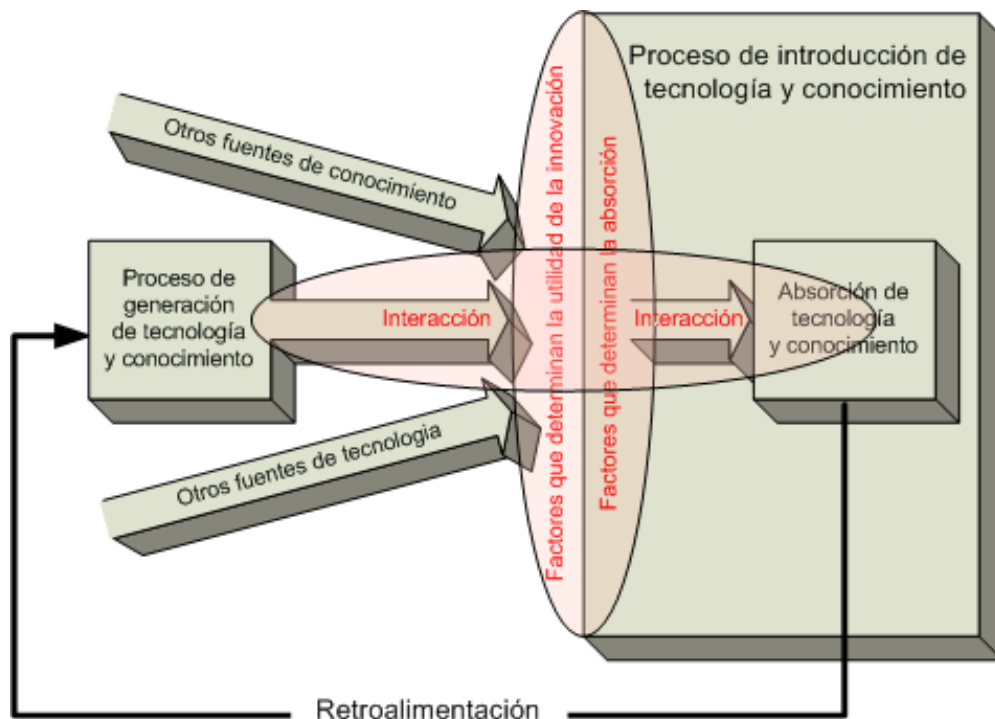 Proceso de introducción de
tecnología y conocimiento
Otros fuentes de conocimiento
Proceso de
generación
de tecnología
y conocimiento
Interacción
Factores que determinan la utilidad de la innovación
Factores que determinan la absorción
Interacción
Absorción de
tecnología
y conocimiento
Otros fuentes de tecnologia
Retroalimentación